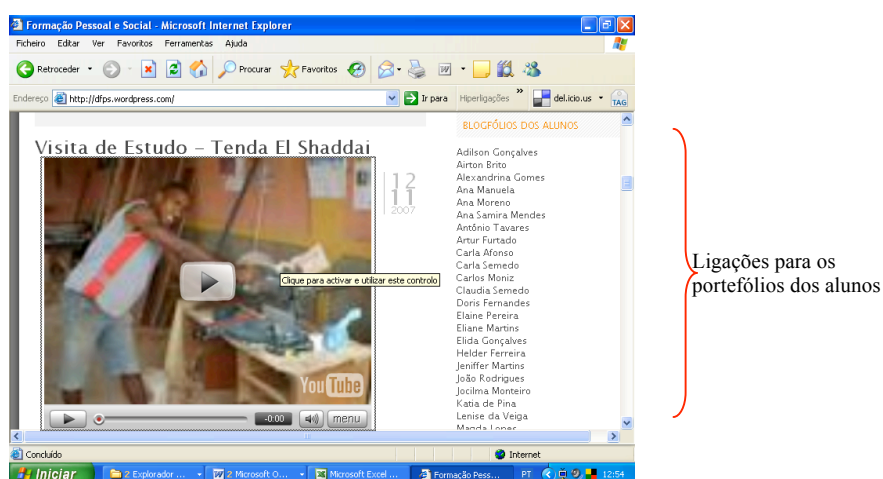 Formação Pessoal e Social - Microsoft Internet Explorer
Ficheiro Editar Ver Favoritos Ferramentas Ajuda
Retroceder Procurar Favoritos
Endereço http://dfps.wordpress.com/ Ir para Hiperligações » del.icio.us TAG
BLOGFÓLIOS DOS ALUNOS
Visita de Estudo – Tenda El Shaddai
12
11
2007
Clique para activar e utilizar este controlo
You Tube
-0:00 menu
Adilson Gonçalves
Airton Brito
Alexandrina Gomes
Ana Manuela
Ana Moreno
Ana Samira Mendes
António Tavares
Artur Furtado
Carla Afonso
Carla Semedo
Carlos Moniz
Claudia Semedo
Doris Fernandes
Elaine Pereira
Eliane Martins
Elida Gonçalves
Helder Ferreira
Jeniffer Martins
João Rodrigues
Jocilma Monteiro
Katia de Pina
Lenise da Veiga
Magda Lopes
Ligações para os
portefólios dos alunos
Concluído Internet
Iniciar 2 Explorador ... 2 Microsoft O... Microsoft Excel ... Formação Pess... PT 12:54